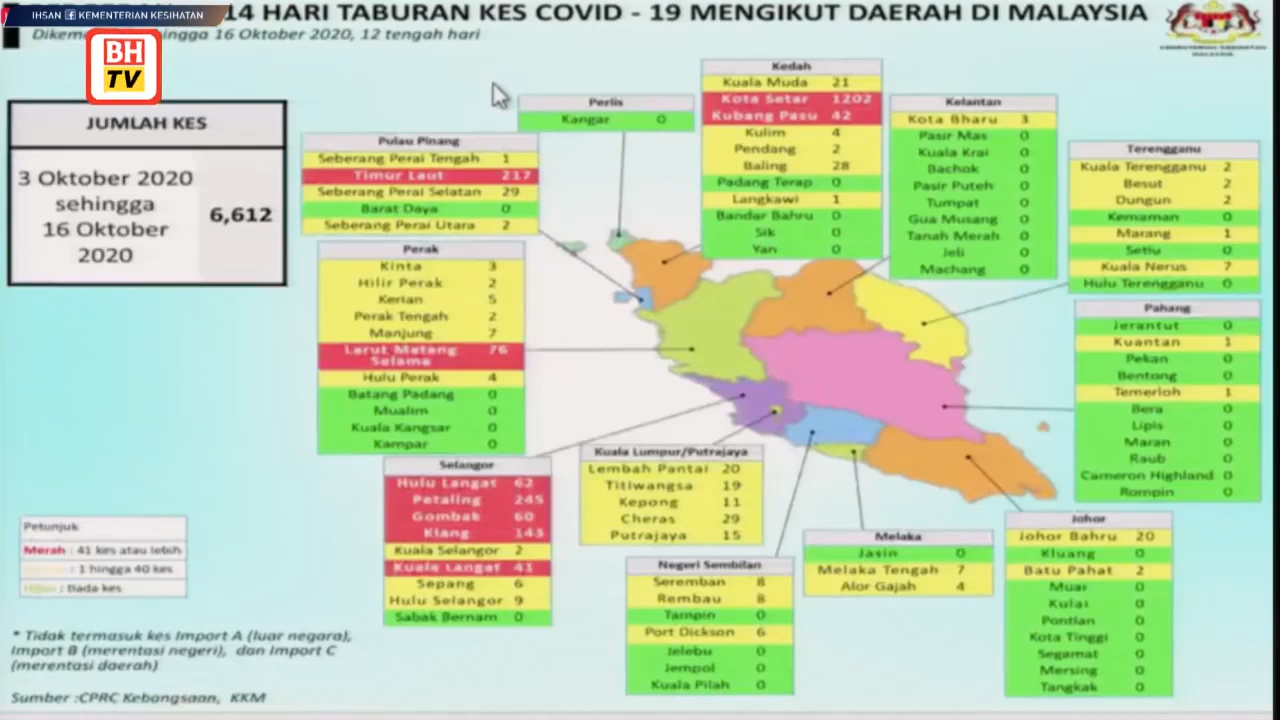 IHSAN KEMENTERIAN KESIHATAN
14 HARI TABURAN KES COVID - 19 MENGIKUT DAERAH DI MALAYSIA
hingga 16 Oktober 2020, 12 tengah hari
BH
TV
JUMLAH KES
3 Oktober 2020
sehingga
16 Oktober
2020
6,612
Perlis
Kangar 0
Kedah
Kuala Muda 21
Kota Setar 1202
Kubang Pasu 42
Kulim 4
Pendang 2
Baling 28
Padang Terap 0
Langkawi 1
Bandar Bahru 0
Sik 0
Yan 0
Kelantan
Kota Bharu 3
Pasir Mas 0
Kuala Krai 0
Bachok 0
Pasir Puteh 0
Tumpat 0
Gua Musang 0
Tanah Merah 0
Jeli 0
Machang 0
Terengganu
Kuala Terengganu 2
Besut 2
Dungun 2
Kemaman 0
Marang 1
Setiu 0
Kuala Nerus 7
Hulu Terengganu 0
Pulau Pinang
Seberang Perai Tengah 1
Timur Laut 217
Seberang Perai Selatan 29
Barat Daya 0
Seberang Perai Utara 2
Perak
Kinta 3
Hilir Perak 2
Kerian 5
Perak Tengah 2
Manjung 7
Larut Matang 76
Selama
Hulu Perak 4
Batang Padang 0
Mualim 0
Kuala Kangsar 0
Kampar 0
Pahang
Jerantut 0
Kuantan 1
Pekan 0
Bentong 0
Temerloh 1
Bera 0
Lipis 0
Maran 0
Raub 0
Cameron Highland 0
Rompin 0
Selangor
Hulu Langat 62
Petaling 245
Gombak 60
Klang 143
Kuala Selangor 2
Kuala Langat 41
Sepang 6
Hulu Selangor 9
Sabak Bernam 0
Kuala Lumpur/Putrajaya
Lembah Pantai 20
Titiwangsa 19
Kepong 11
Cheras 29
Putrajaya 15
Negeri Sembilan
Seremban 8
Rembau 8
Tampin 0
Port Dickson 6
Jelebu 0
Jempol 0
Kuala Pilah 0
Melaka
Jasin 0
Melaka Tengah 7
Alor Gajah 4
Johor
Johor Bahru 20
Kluang 0
Batu Pahat 2
Muar 0
Kulai 0
Pontian 0
Kota Tinggi 0
Segamat 0
Mersing 0
Tangkak 0
Petunjuk
Merah : 41 kes atau lebih
: 1 hingga 40 kes
Hijau : tiada kes
* Tidak termasuk kes Import A (luar negara),
Import B (merentasi negeri), dan Import C
(merentasi daerah)
Sumber :CPRC Kebangsaan, KKM